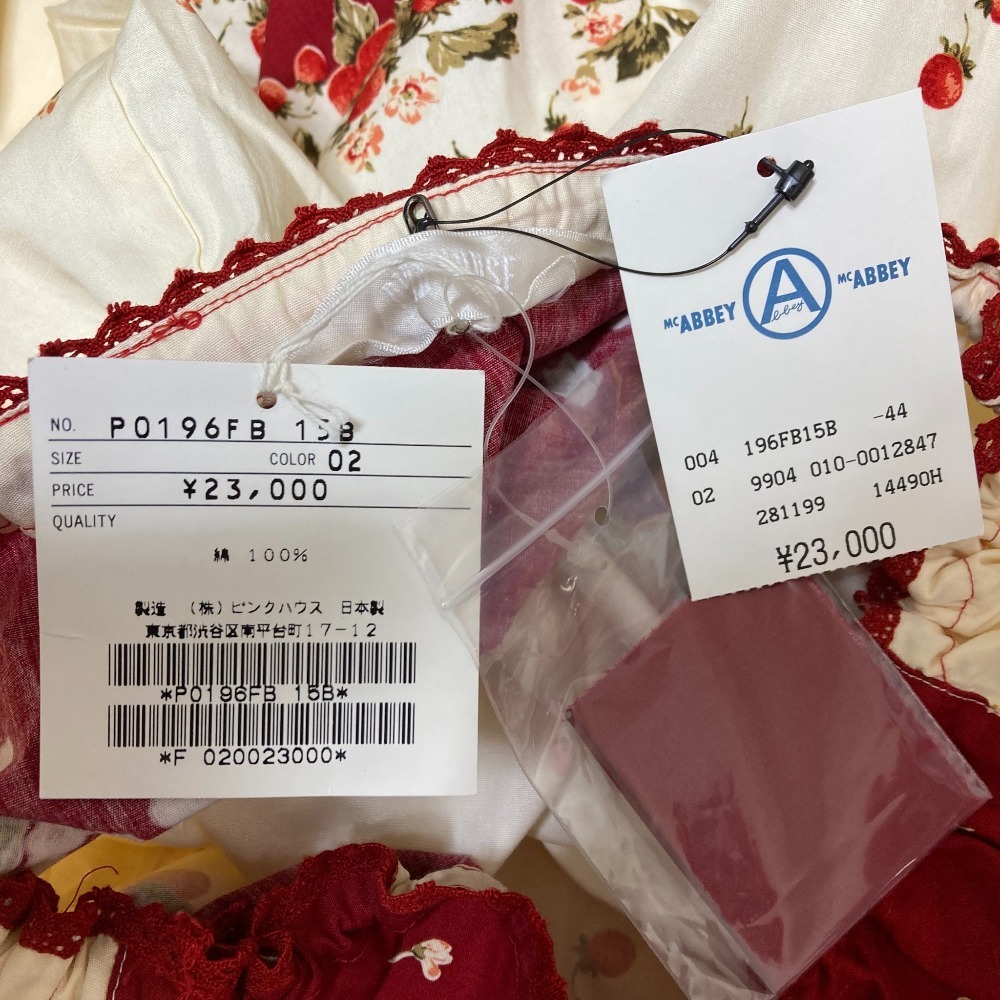 NO. P0196FB 15B
SIZE COLOR 02
PRICE ¥23,000
QUALITY
綿 100%
製造 (株)ピンクハウス 日本製
東京都渋谷区南平台町17-12
*P0196FB 15B*
*F 020023000*
MCABBEY A bbey MCABBEY
004 196FB15B -44
02 9904 010-0012847
281199 14490H
¥23,000